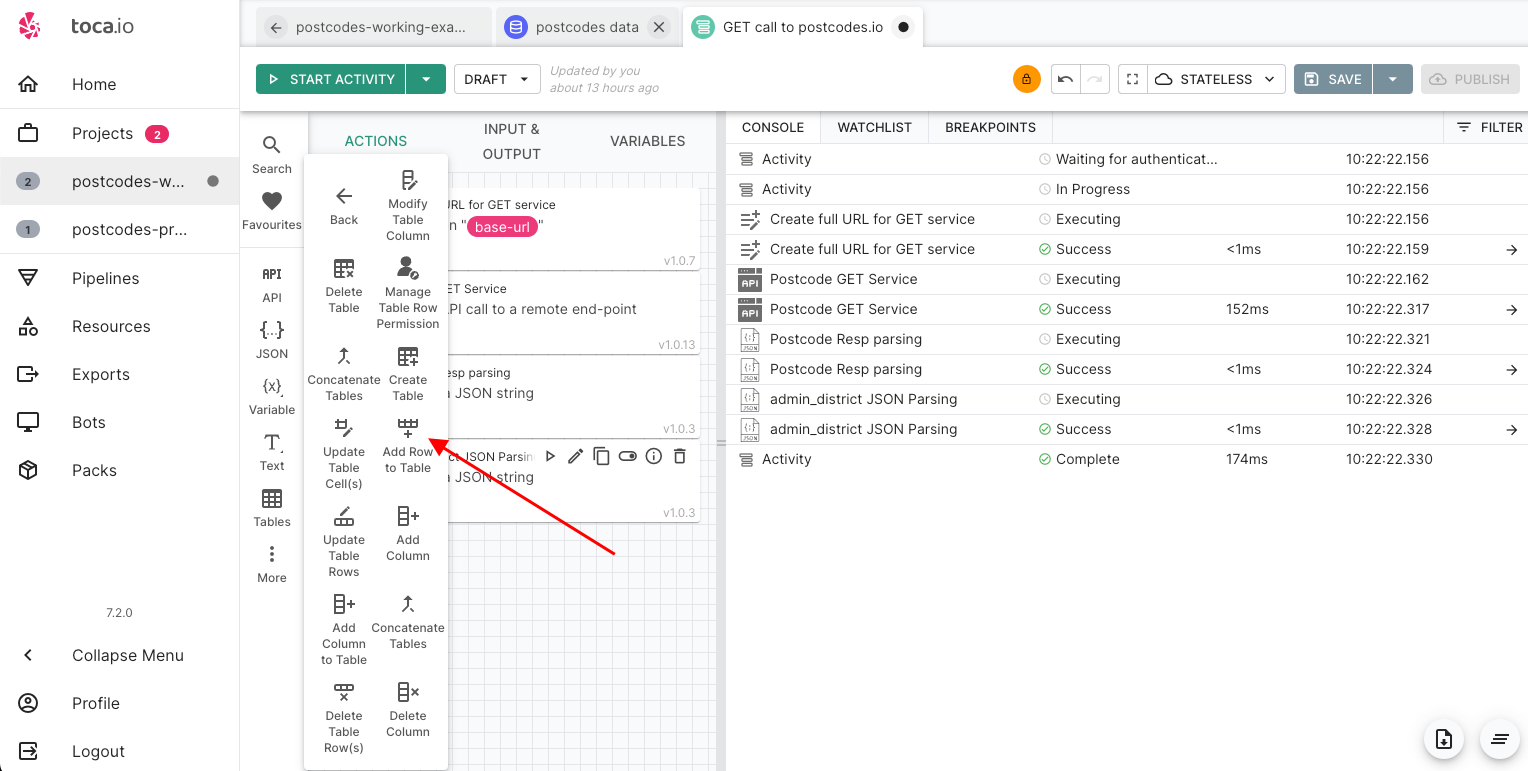 toca.io
Home
Projects 2
2 postcodes-w...
1 postcodes-pr...
Pipelines
Resources
Exports
Bots
Packs
7.2.0
Collapse Menu
Profile
Logout
postcodes-working-exa...
postcodes data
GET call to postcodes.io
START ACTIVITY
DRAFT
Updated by you
about 13 hours ago
STATELESS
SAVE
PUBLISH
Search
Favourites
API
API
{...}
JSON
{x}
Variable
T
Text
Tables
More
ACTIONS
INPUT &
OUTPUT
VARIABLES
Back
Modify
Table
Column
Delete
Table
Manage
Table Row
Permission
Concatenate
Tables
Create
Table
Update
Table
Cell(s)
Add Row
to Table
Update
Table
Rows
Add
Column
Add
Column
to Table
Concatenate
Tables
Delete
Table
Row(s)
Delete
Column
URL for GET service
n "base-url"
v1.0.7
ET Service
API call to a remote end-point
v1.0.13
esp parsing
a JSON string
v1.0.3
ct JSON Parsin
a JSON string
v1.0.3
CONSOLE
WATCHLIST
BREAKPOINTS
FILTER
Activity Waiting for authenticat... 10:22:22.156
Activity In Progress 10:22:22.156
Create full URL for GET service Executing 10:22:22.156
Create full URL for GET service Success <1ms 10:22:22.159
API Postcode GET Service Executing 10:22:22.162
API Postcode GET Service Success 152ms 10:22:22.317
JSON Postcode Resp parsing Executing 10:22:22.321
JSON Postcode Resp parsing Success <1ms 10:22:22.324
JSON admin_district JSON Parsing Executing 10:22:22.326
JSON admin_district JSON Parsing Success <1ms 10:22:22.328
Activity Complete 174ms 10:22:22.330